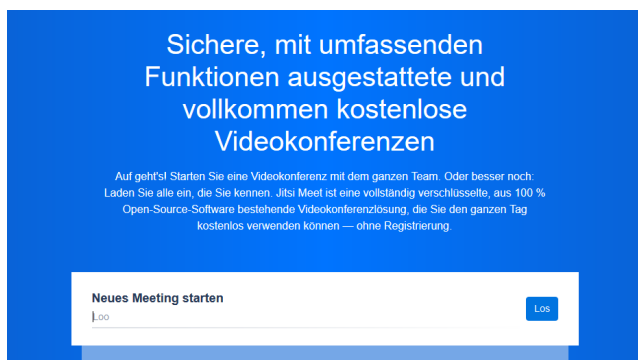 Sichere, mit umfassenden
Funktionen ausgestattete und
vollkommen kostenlose
Videokonferenzen
Auf geht's! Starten Sie eine Videokonferenz mit dem ganzen Team. Oder besser noch:
Laden Sie alle ein, die Sie kennen. Jitsi Meet ist eine vollständig verschlüsselte, aus 100 %
Open-Source-Software bestehende Videokonferenzlösung, die Sie den ganzen Tag
kostenlos verwenden können — ohne Registrierung.
Neues Meeting starten
Loo
Los